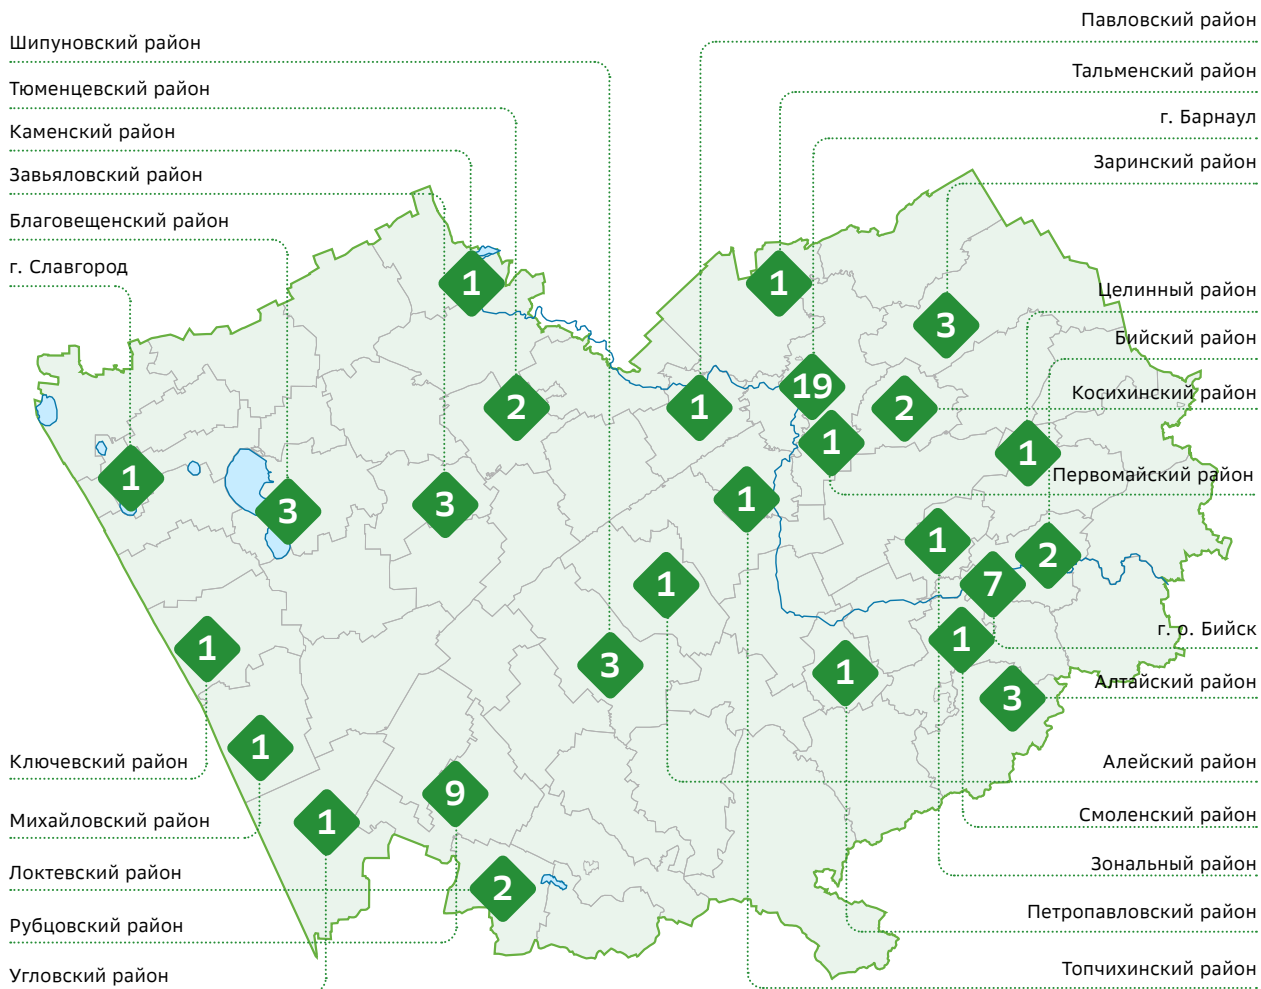 Павловский район
Шипуновский район
Тальменский район
Тюменцевский район
г. Барнаул
Каменский район
Заринский район
Завьяловский район
Благовещенский район
г. Славгород
1
1
Целинный район
3
Бийский район
19
Косихинский район
2
1
2
1
1
Первомайский район
1
3
3
1
1
2
7
1
г. о. Бийск
1
1
3
1
Алтайский район
3
1
Ключевский район
Алейский район
9
Михайловский район
1
Смоленский район
Зональный район
Локтевский район
2
Петропавловский район
Рубцовский район
Топчихинский район
Угловский район